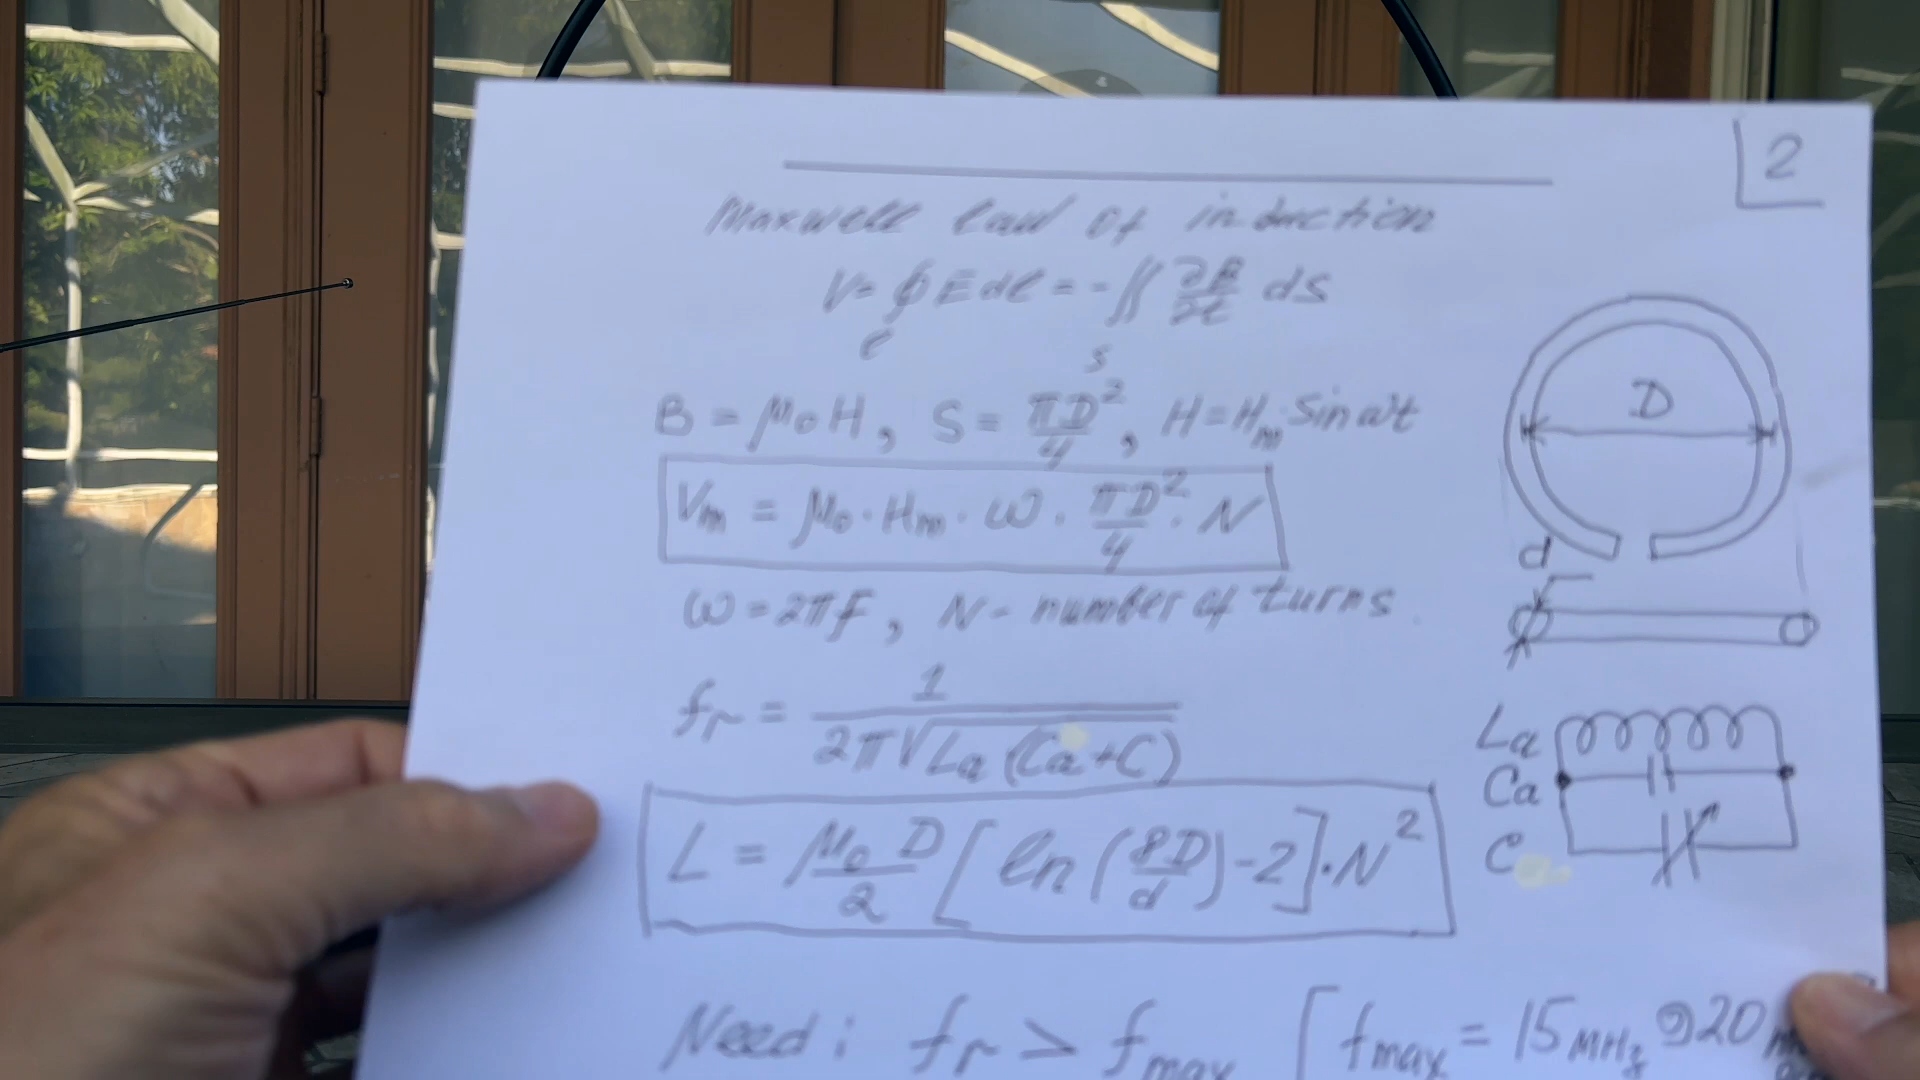 2
Maxwell law of induction
V = ∮ E dl = - ∬ ∂B/∂t dS
l s
B = μ₀H, S = πD²/4, H = Hₘ Sin ωt
Vₘ = μ₀ · Hₘ · ω · πD²/4 · N
ω = 2πf, N - number of turns
fr = 1 / 2π√La (Ca + C)
L = μ₀ D/2 [ln (8D/d) - 2] · N²
D
d
La
Ca
C
Need: fr > fmax [fmax = 15 MHz 920